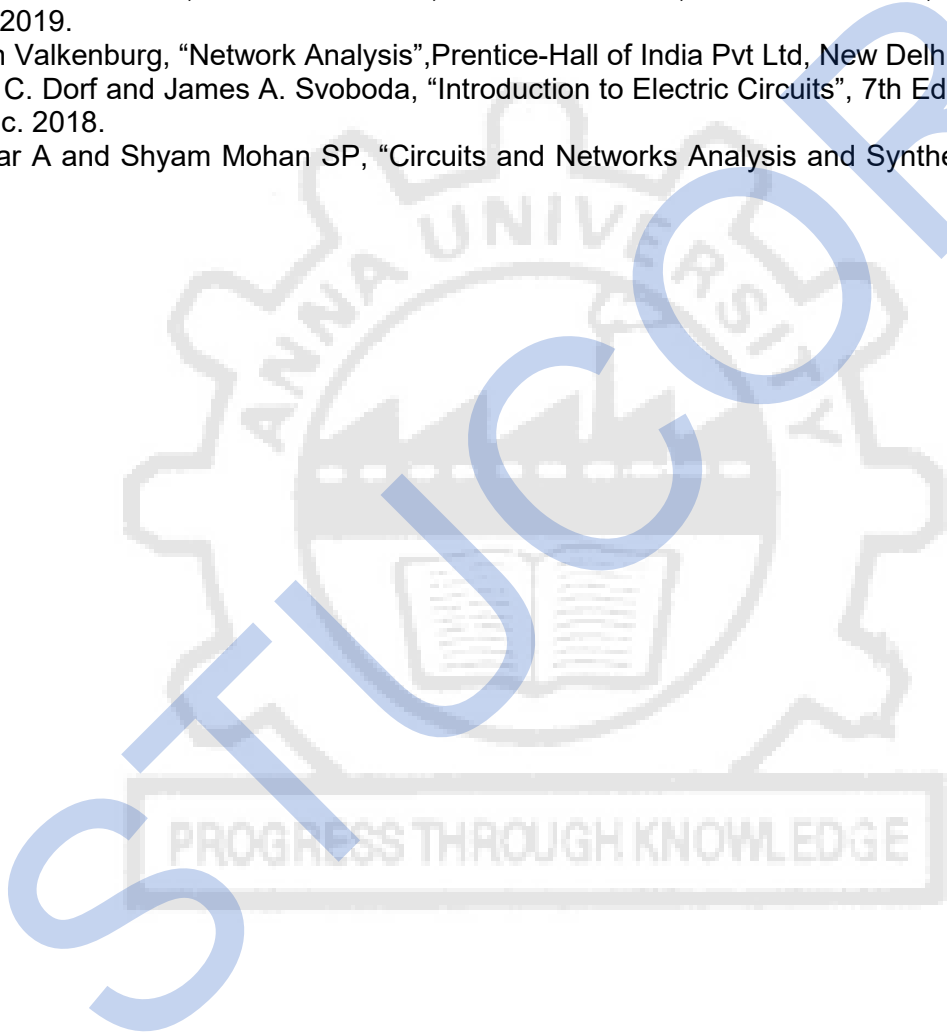 2019.
n Valkenburg, “Network Analysis”,Prentice-Hall of India Pvt Ltd, New Delh
C. Dorf and James A. Svoboda, “Introduction to Electric Circuits”, 7th Ed
c. 2018.
ar A and Shyam Mohan SP, “Circuits and Networks Analysis and Synthe
ANNA UNIVERSITY
PROGRESS THROUGH KNOWLEDGE
STUCOR